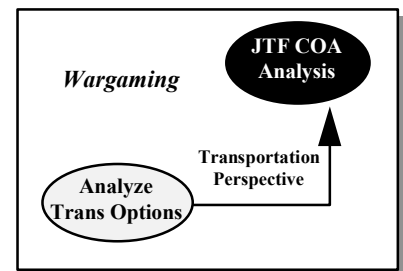 JTF COA
Analysis
Wargaming
Transportation
Perspective
Analyze
Trans Options